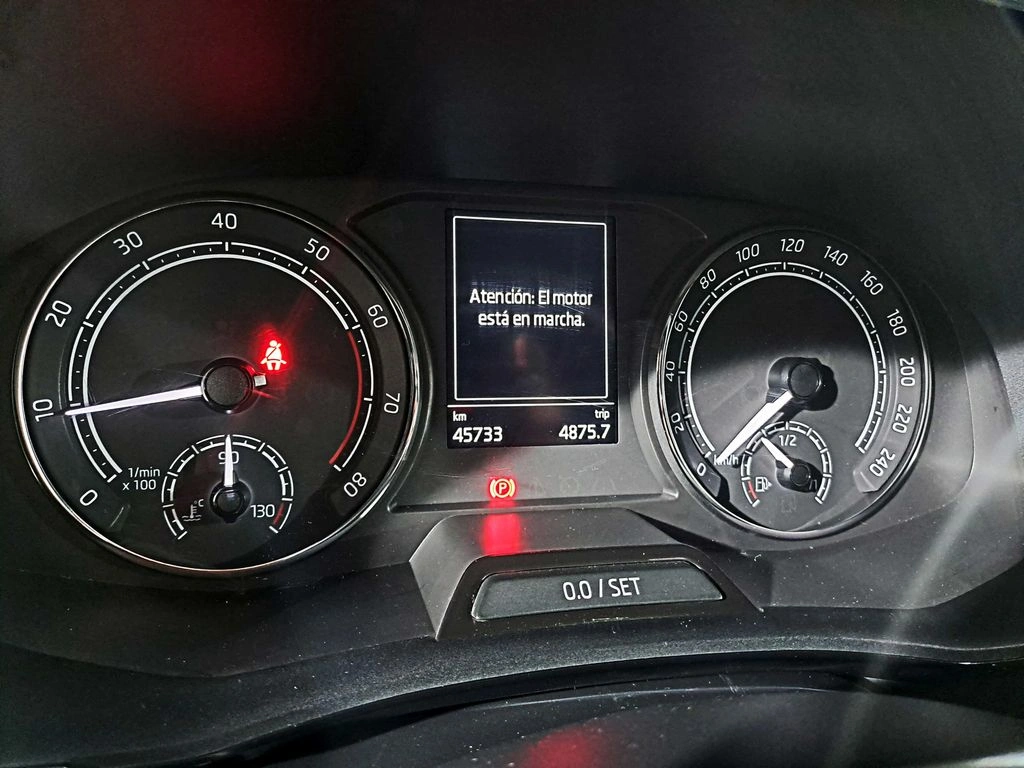 0
10
20
30
40
50
60
70
80
1/min
x 100
90
130
°C
Atención: El motor
está en marcha.
km trip
45733 4875.7
P
0.0 / SET
0
20
40
60
80
100
120
140
160
180
200
220
240
km/h
1/2